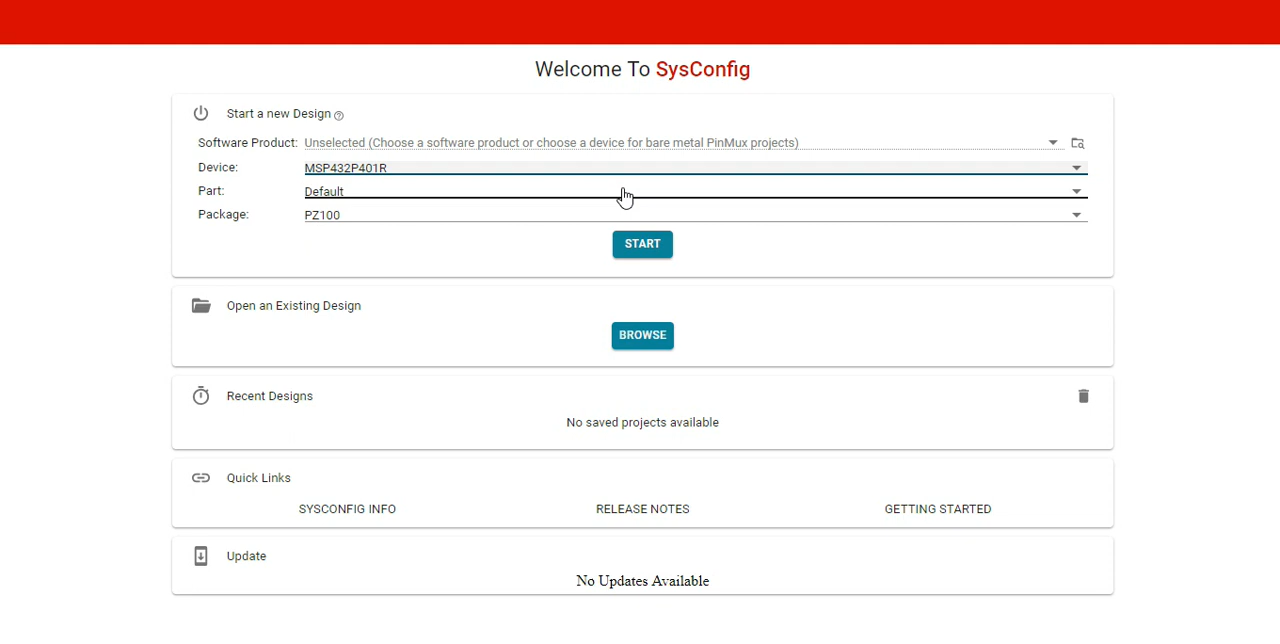 Welcome To SysConfig
Start a new Design
Software Product: Unselected (Choose a software product or choose a device for bare metal PinMux projects)
Device: MSP432P401R
Part: Default
Package: PZ100
START
Open an Existing Design
BROWSE
Recent Designs
No saved projects available
Quick Links
SYSCONFIG INFO RELEASE NOTES GETTING STARTED
Update
No Updates Available